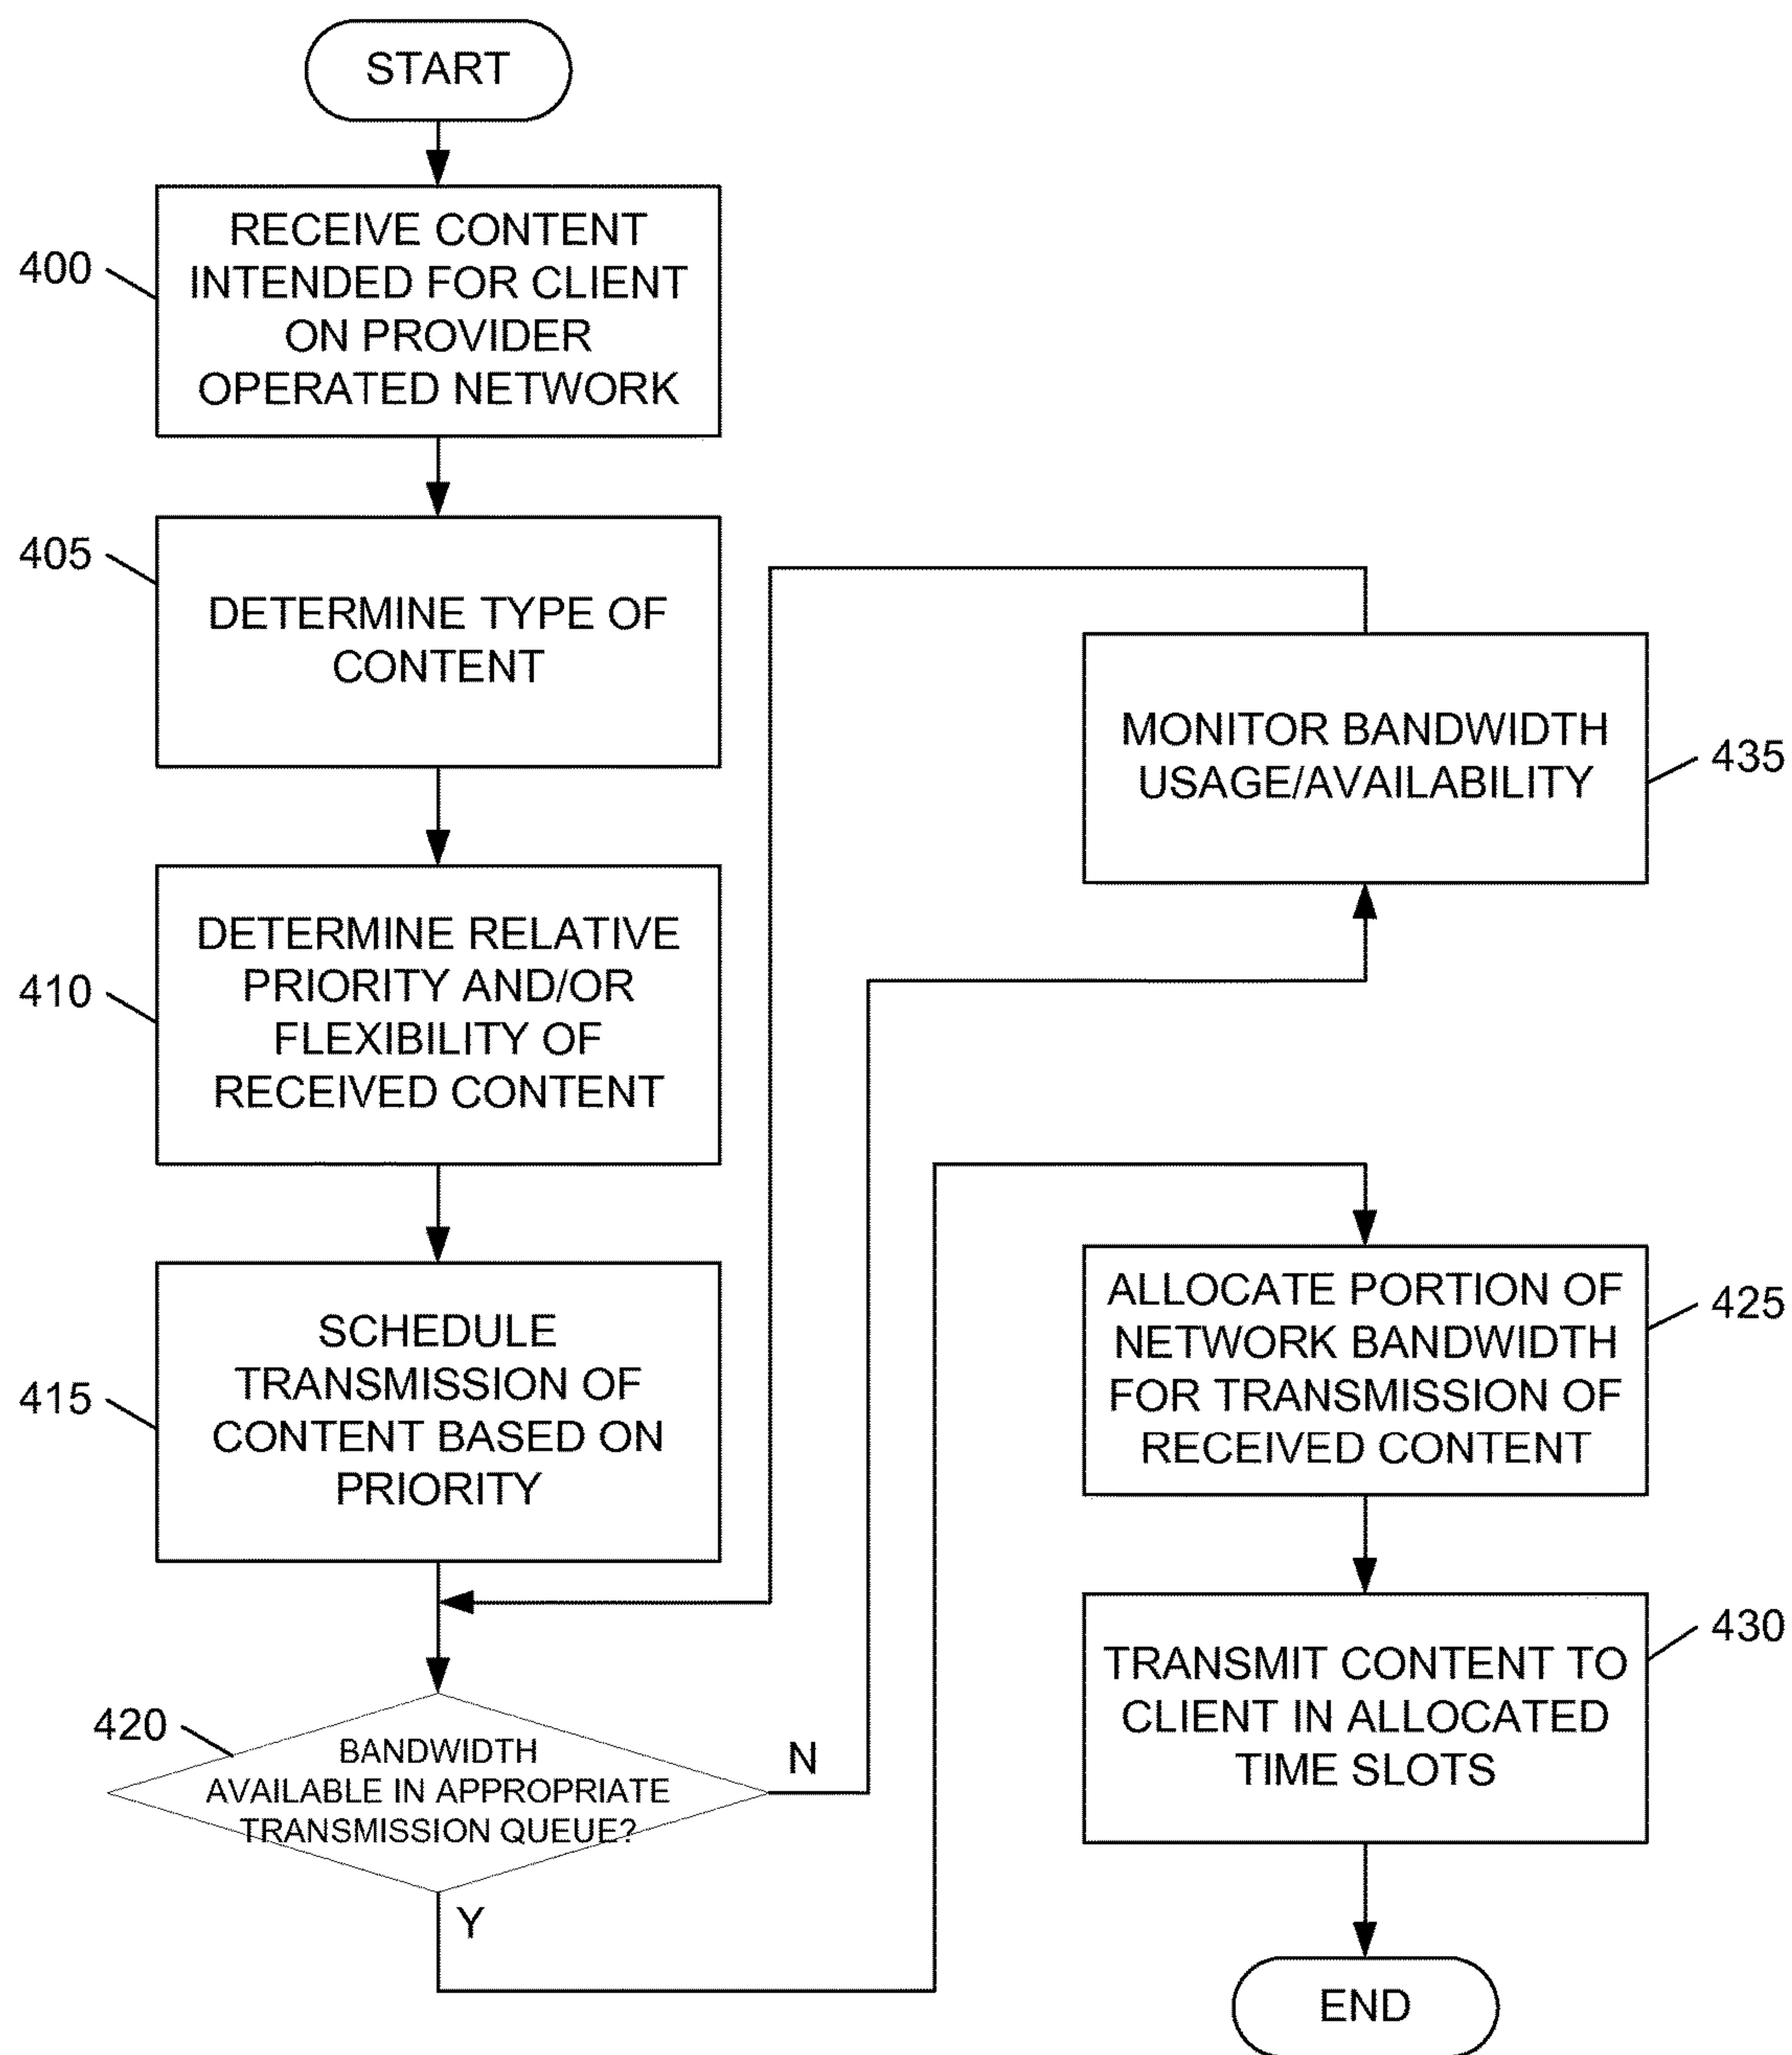 START
400
RECEIVE CONTENT
INTENDED FOR CLIENT
ON PROVIDER
OPERATED NETWORK
405
DETERMINE TYPE OF
CONTENT
410
DETERMINE RELATIVE
PRIORITY AND/OR
FLEXIBILITY OF
RECEIVED CONTENT
415
SCHEDULE
TRANSMISSION OF
CONTENT BASED ON
PRIORITY
420
BANDWIDTH
AVAILABLE IN APPROPRIATE
TRANSMISSION QUEUE?
N
Y
MONITOR BANDWIDTH
USAGE/AVAILABILITY
435
ALLOCATE PORTION OF
NETWORK BANDWIDTH
FOR TRANSMISSION OF
RECEIVED CONTENT
425
TRANSMIT CONTENT TO
CLIENT IN ALLOCATED
TIME SLOTS
430
END